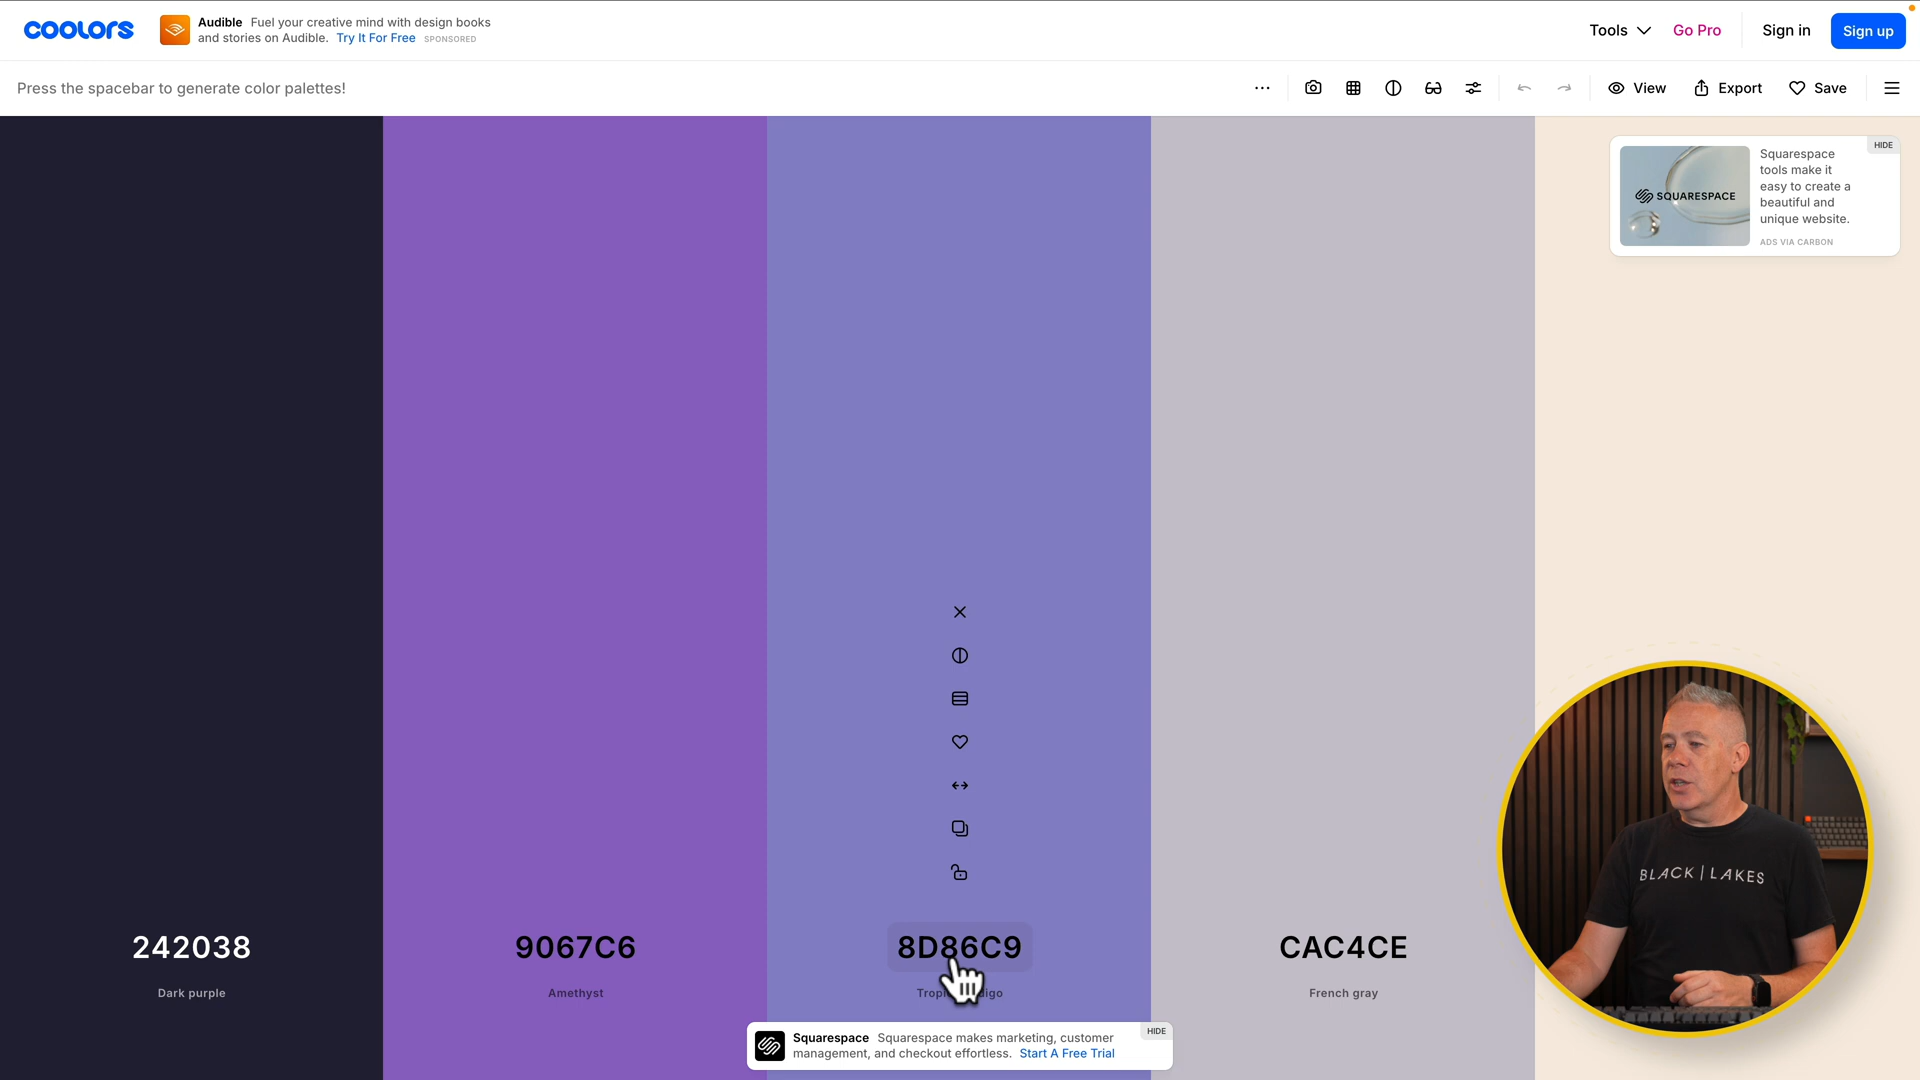 coolors
Audible Fuel your creative mind with design books
and stories on Audible. Try It For Free SPONSORED
Tools
Go Pro
Sign in
Sign up
Press the spacebar to generate color palettes!
View
Export
Save
HIDE
Squarespace
tools make it
easy to create a
beautiful and
unique website.
ADS VIA CARBON
SQUARESPACE
242038
Dark purple
9067C6
Amethyst
8D86C9
CAC4CE
French gray
BLACK | LAKES
Squarespace Squarespace makes marketing, customer
management, and checkout effortless. Start A Free Trial
HIDE